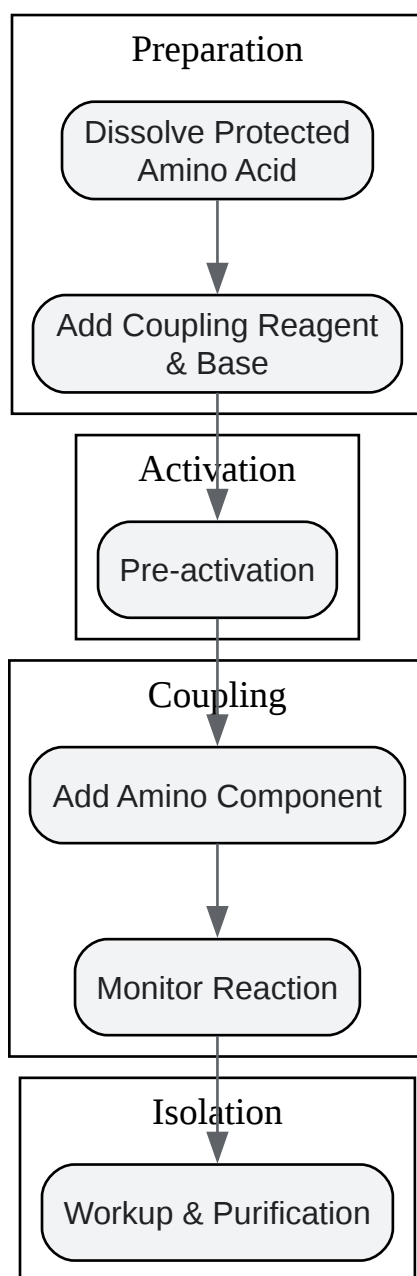 Preparation
Dissolve Protected
Amino Acid
Add Coupling Reagent
& Base
Activation
Pre-activation
Coupling
Add Amino Component
Monitor Reaction
Isolation
Workup & Purification